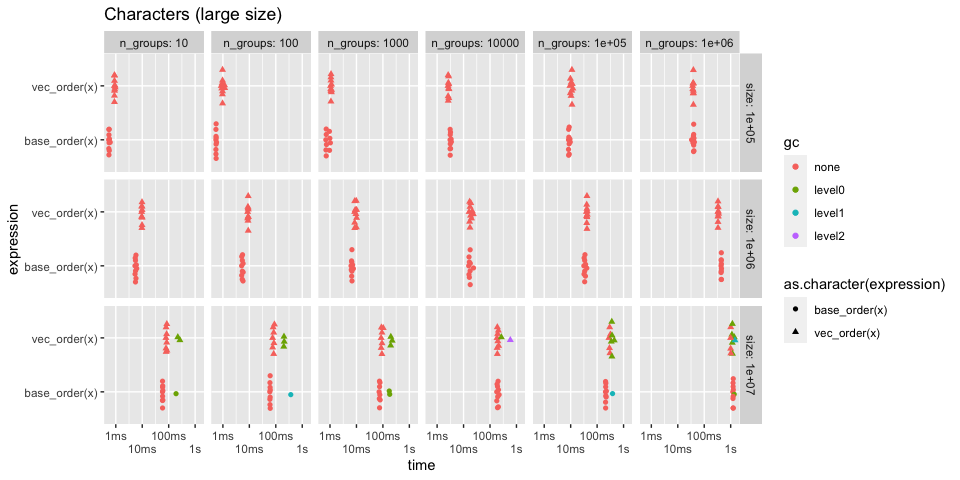 Characters (large size)
n_groups: 10
n_groups: 100
n_groups: 1000
n_groups: 10000
n_groups: 1e+05
n_groups: 1e+06
expression
vec_order(x)
base_order(x)
size: 1e+05
vec_order(x)
base_order(x)
size: 1e+06
vec_order(x)
base_order(x)
size: 1e+07
1ms 100ms 1ms 100ms 1ms 100ms 1ms 100ms 1ms 100ms 1ms 100ms
10ms 1s 10ms 1s 10ms 1s 10ms 1s 10ms 1s 10ms 1s
time
gc
none
level0
level1
level2
as.character(expression)
base_order(x)
vec_order(x)